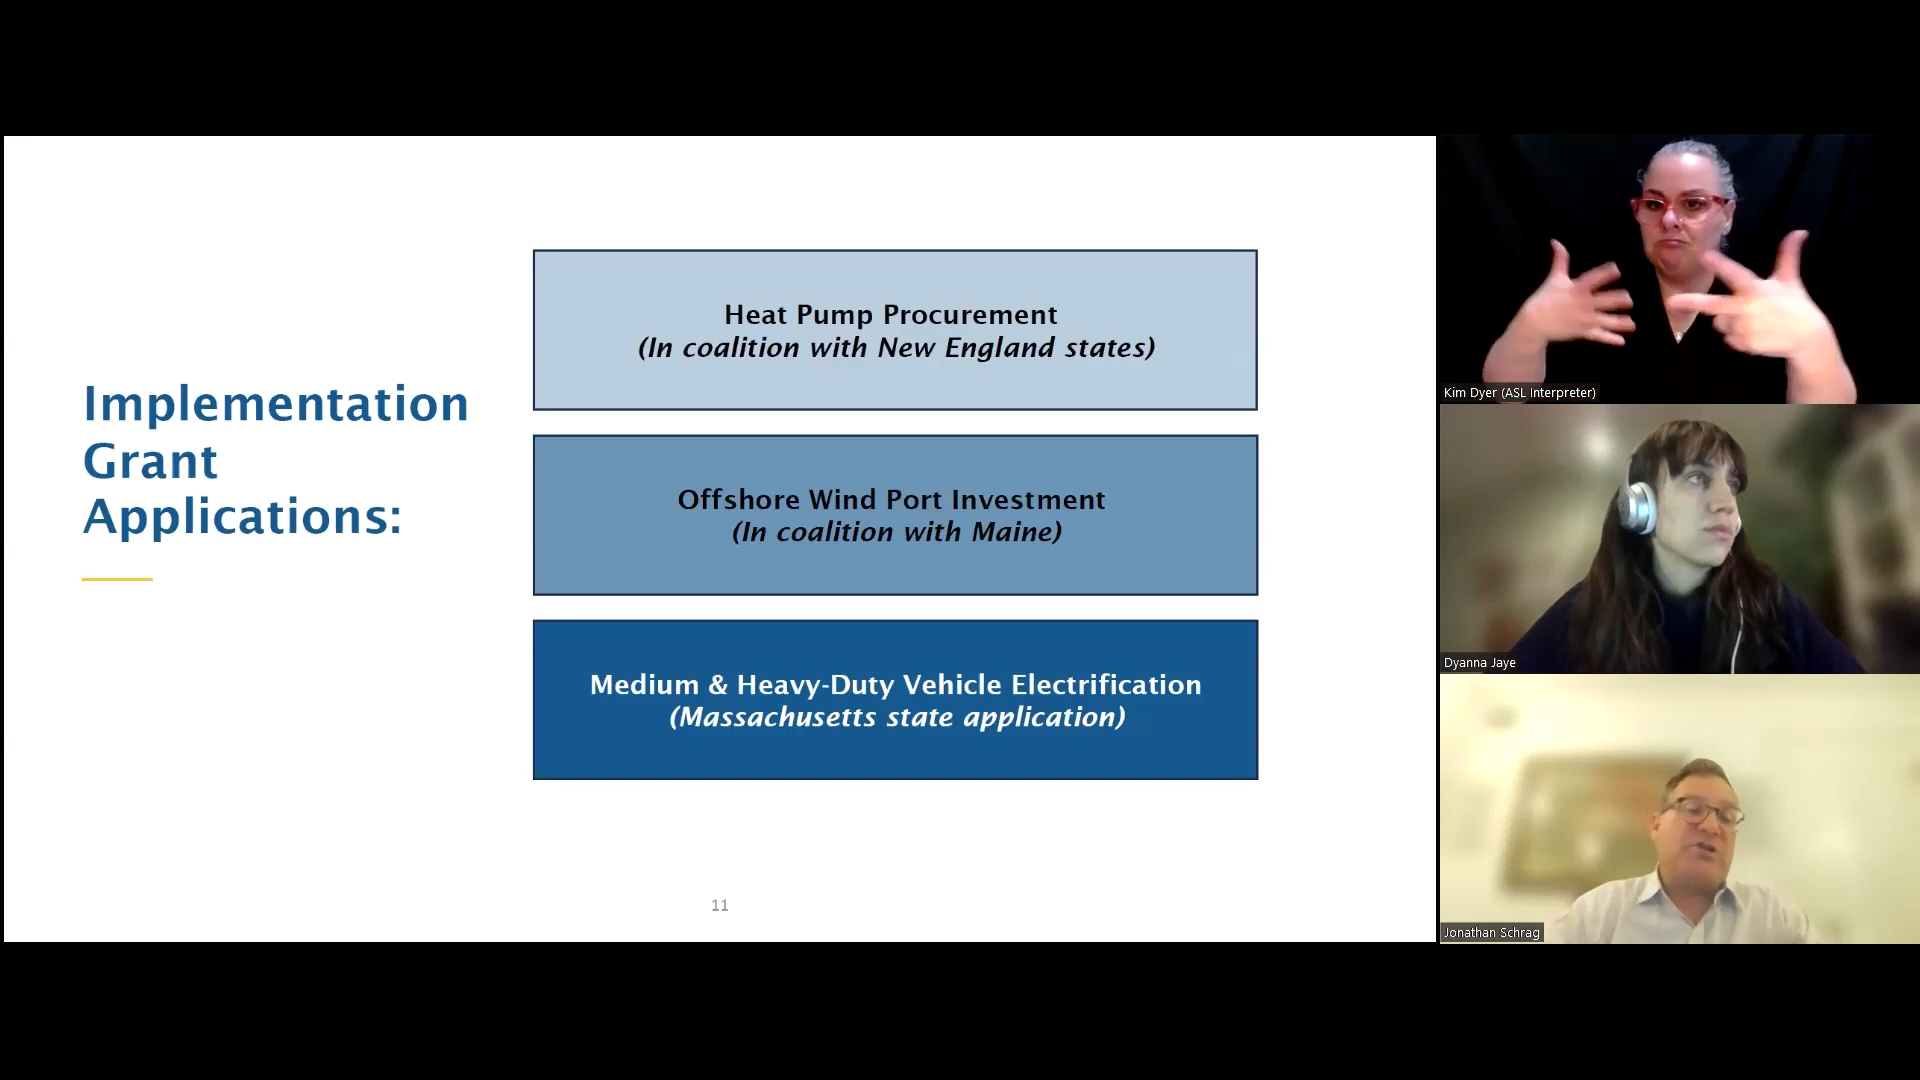 Implementation
Grant
Applications:
Heat Pump Procurement
(In coalition with New England states)
Offshore Wind Port Investment
(In coalition with Maine)
Medium & Heavy-Duty Vehicle Electrification
(Massachusetts state application)
11
Kim Dyer (ASL Interpreter)
Dyanna Jaye
Jonathan Schrag